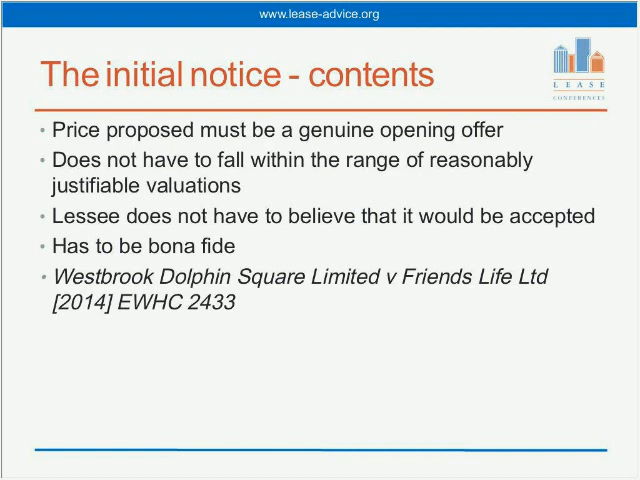 www.lease-advice.org
The initial notice - contents
LEASE
CONFERENCES
• Price proposed must be a genuine opening offer
• Does not have to fall within the range of reasonably
justifiable valuations
• Lessee does not have to believe that it would be accepted
• Has to be bona fide
• Westbrook Dolphin Square Limited v Friends Life Ltd
[2014] EWHC 2433